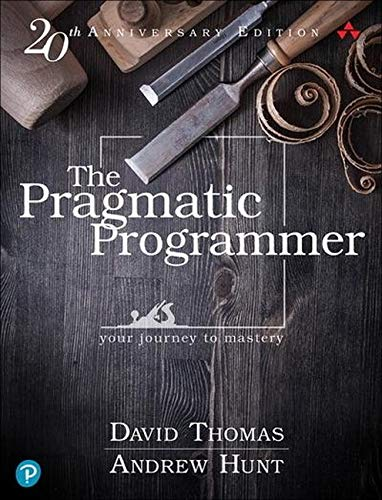 20th ANNIVERSARY EDITION
The
Pragmatic
Programmer
your journey to mastery
DAVID THOMAS
ANDREW HUNT
P